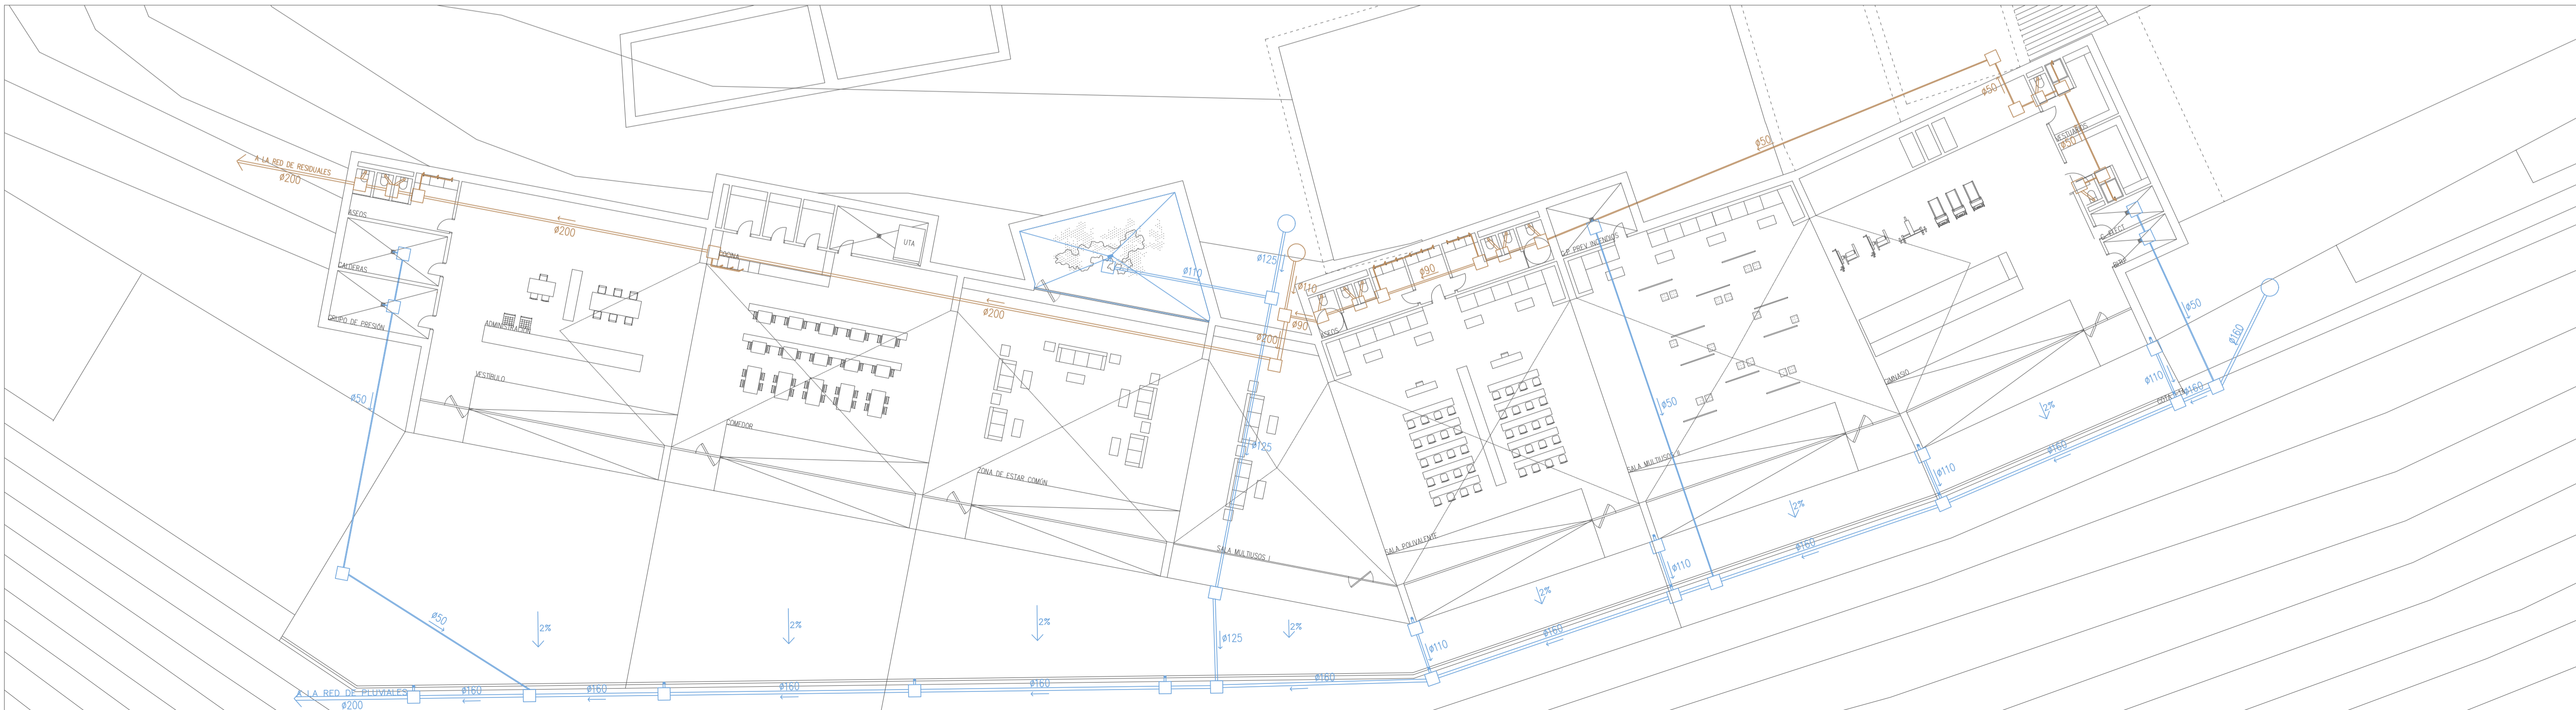 A LA RED DE RESIDUALES
ø200
ASEOS
CALDERAS
GRUPO DE PRESIÓN
ø50
ø200
ADMINISTRACIÓN
VESTÍBULO
COCINA
UTA
COMEDOR
ø200
ZONA DE ESTAR COMÚN
ø110
ø125
ø110
ø200
ø90
ø125
SALA MULTIUSOS I
ASEOS
ø90
SALA POLIVALENTE
ø50
ø50
SALA MULTIUSOS II
ø50
VESTUARIOS
ø50
GIMNASIO
ø50
ø160
ø110
ø160
2%
ø160
ø110
2%
ø160
ø110
2%
ø160
ø110
2%
ø125
2%
2%
2%
ø50
A LA RED DE PLUVIALES
ø200
ø160
ø160
ø160
ø160
ø160